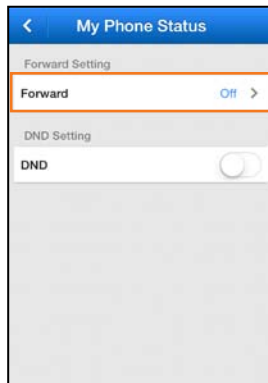 My Phone Status
Forward Setting
Forward Off
DND Setting
DND